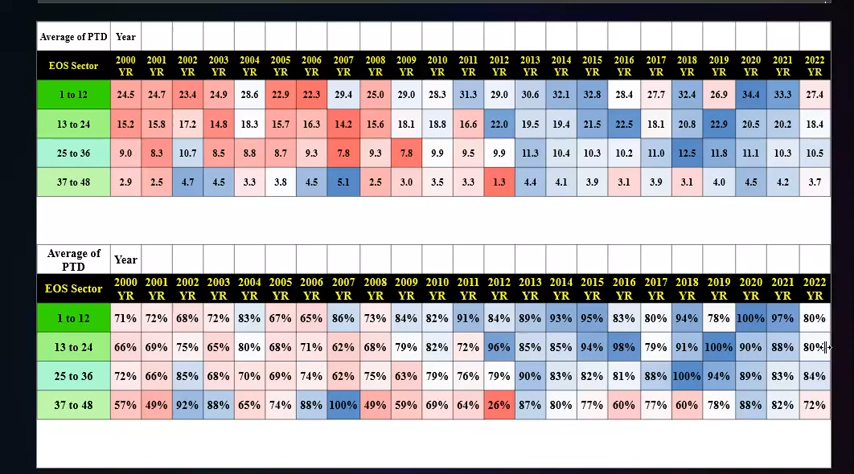 Average of PTD Year
EOS Sector 2000 YR 2001 YR 2002 YR 2003 YR 2004 YR 2005 YR 2006 YR 2007 YR 2008 YR 2009 YR 2010 YR 2011 YR 2012 YR 2013 YR 2014 YR 2015 YR 2016 YR 2017 YR 2018 YR 2019 YR 2020 YR 2021 YR 2022 YR
1 to 12 24.5 24.7 23.4 24.9 28.6 22.9 22.3 29.4 25.0 29.0 28.3 31.3 29.0 30.6 32.1 32.8 28.4 27.7 32.4 26.9 34.4 33.3 27.4
13 to 24 15.2 15.8 17.2 14.8 18.3 15.7 16.3 14.2 15.6 18.1 18.8 16.6 22.0 19.5 19.4 21.5 22.5 18.1 20.8 22.9 20.5 20.2 18.4
25 to 36 9.0 8.3 10.7 8.5 8.8 8.7 9.3 7.8 9.3 7.8 9.9 9.5 9.9 11.3 10.4 10.3 10.2 11.0 12.5 11.8 11.1 10.3 10.5
37 to 48 2.9 2.5 4.7 4.5 3.3 3.8 4.5 5.1 2.5 3.0 3.5 3.3 1.3 4.4 4.1 3.9 3.1 3.9 3.1 4.0 4.5 4.2 3.7
Average of PTD Year
EOS Sector 2000 YR 2001 YR 2002 YR 2003 YR 2004 YR 2005 YR 2006 YR 2007 YR 2008 YR 2009 YR 2010 YR 2011 YR 2012 YR 2013 YR 2014 YR 2015 YR 2016 YR 2017 YR 2018 YR 2019 YR 2020 YR 2021 YR 2022 YR
1 to 12 71% 72% 68% 72% 83% 67% 65% 86% 73% 84% 82% 91% 84% 89% 93% 95% 83% 80% 94% 78% 100% 97% 80%
13 to 24 66% 69% 75% 65% 80% 68% 71% 62% 68% 79% 82% 72% 96% 85% 85% 94% 98% 79% 91% 100% 90% 88% 80%
25 to 36 72% 66% 85% 68% 70% 69% 74% 62% 75% 63% 79% 76% 79% 90% 83% 82% 81% 88% 100% 94% 89% 83% 84%
37 to 48 57% 49% 92% 88% 65% 74% 88% 100% 49% 59% 69% 64% 26% 87% 80% 77% 60% 77% 60% 78% 88% 82% 72%